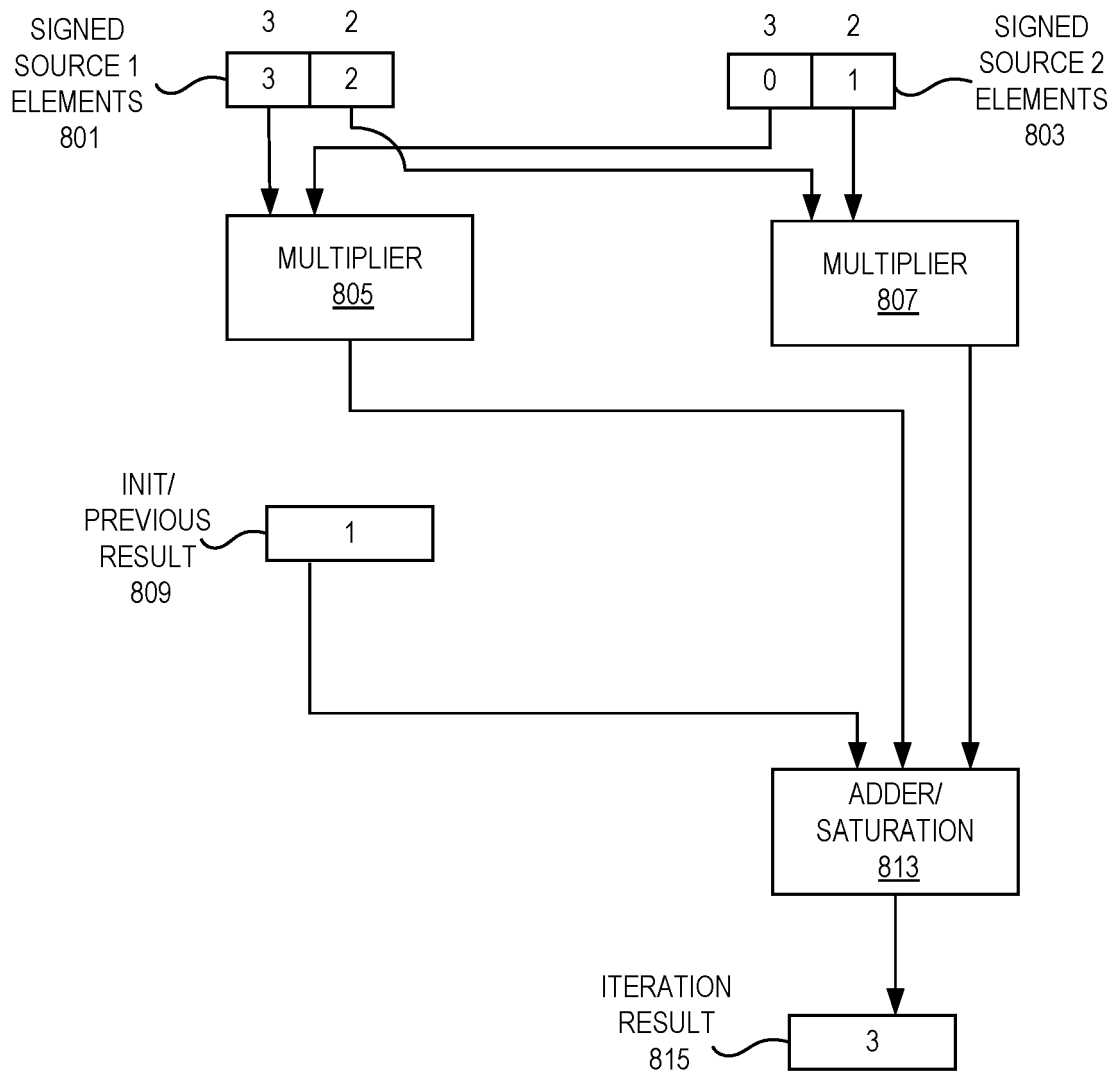 SIGNED
SOURCE 1
ELEMENTS
801
3 2
3 2
3 2
0 1
SIGNED
SOURCE 2
ELEMENTS
803
MULTIPLIER
805
MULTIPLIER
807
INIT/
PREVIOUS
RESULT
809
1
ADDER/
SATURATION
813
ITERATION
RESULT
815
3